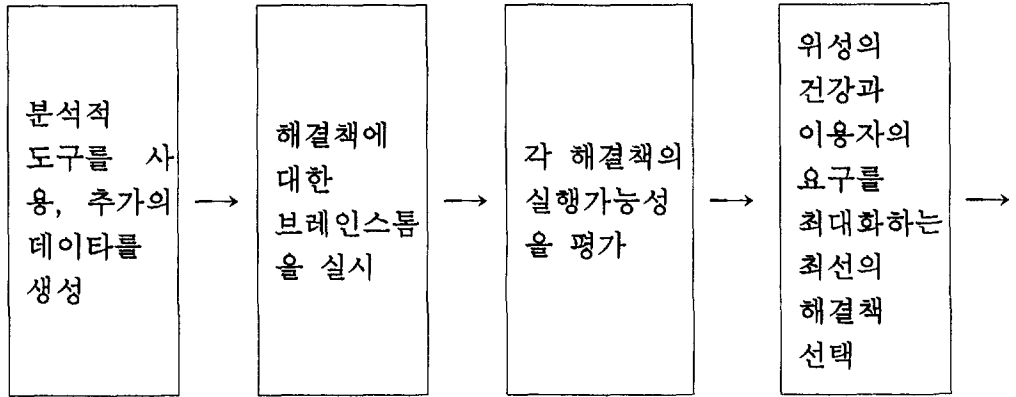 분석적
도구를 사
용, 추가의
데이타를
생성
→
해결책에
대한
브레인스톰
을 실시
→
각 해결책의
실행가능성
을 평가
→
위성의
건강과
이용자의
요구를
최대화하는
최선의
해결책
선택
→